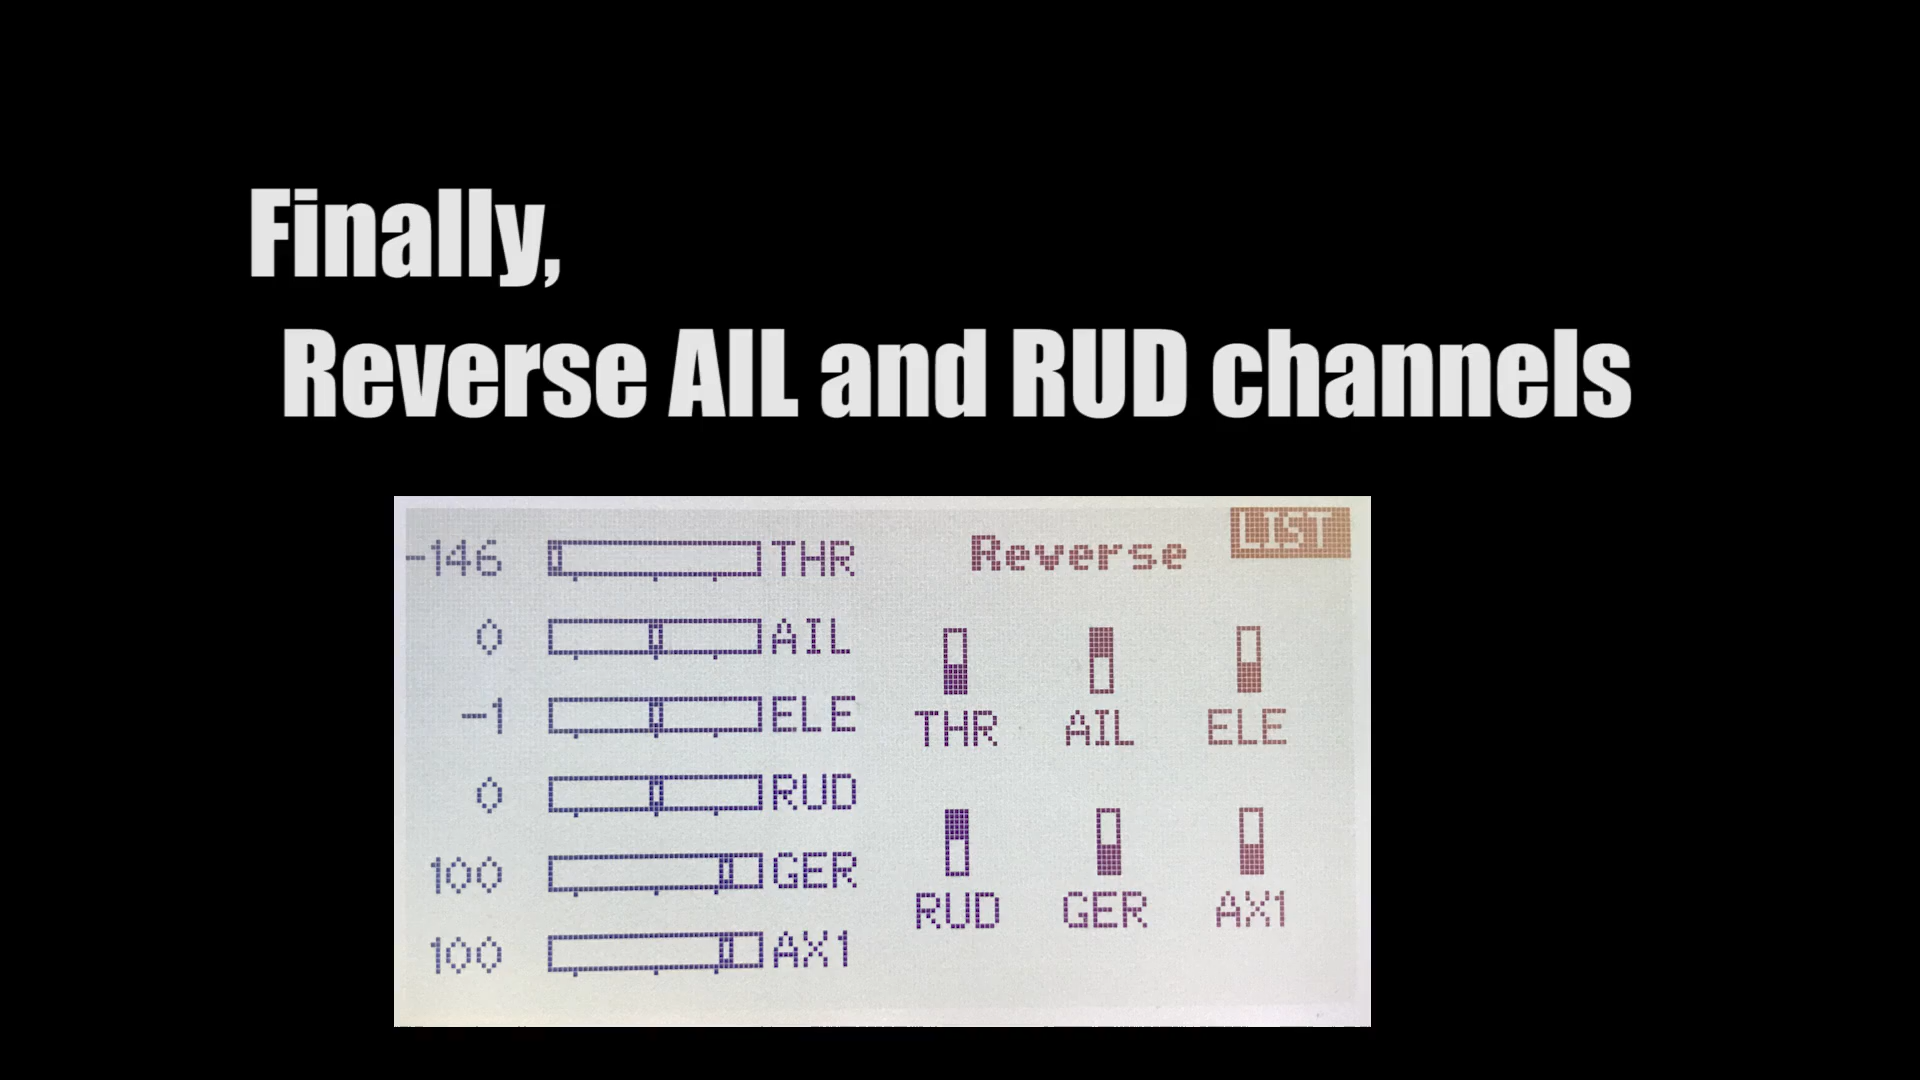 Finally,
Reverse AIL and RUD channels
LIST
Reverse
-146 THR
0 AIL
-1 ELE
0 RUD
100 GER
100 AX1
THR AIL ELE
RUD GER AX1